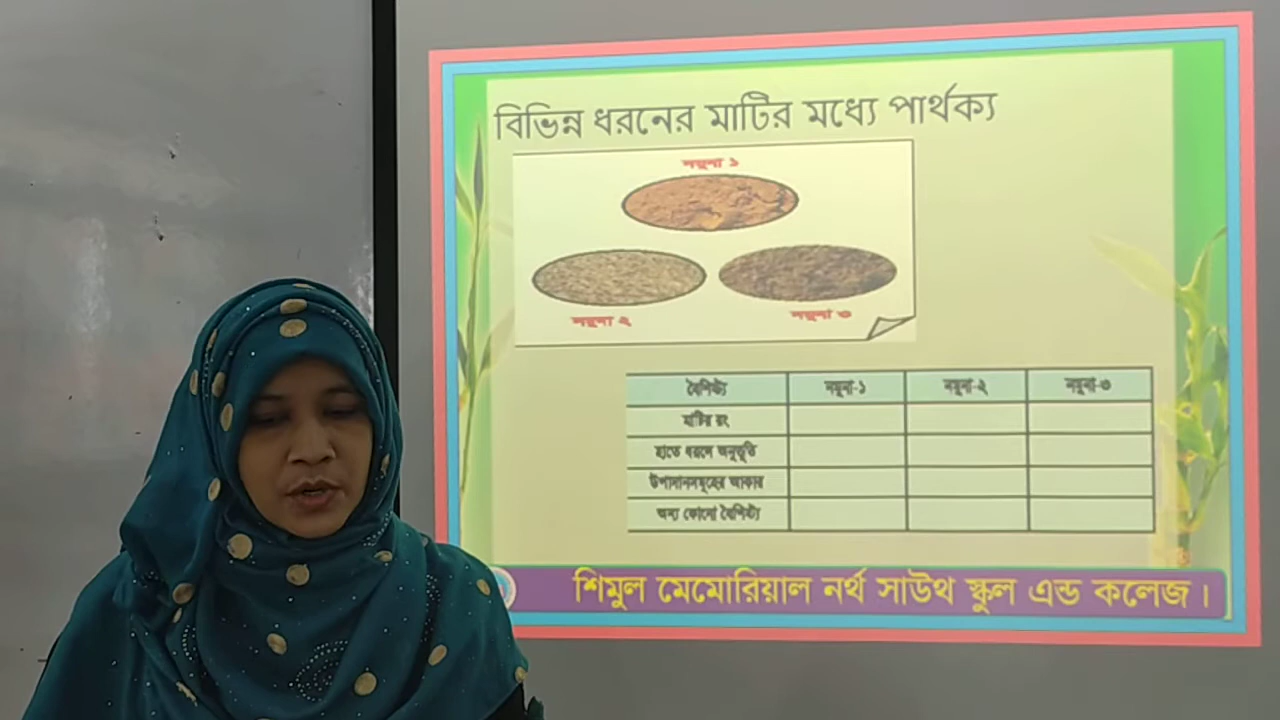 বিভিন্ন ধরনের মাটির মধ্যে পার্থক্য
নমুনা ১
নমুনা ২
নমুনা ৩
বৈশিষ্ট্য নমুনা-১ নমুনা-২ নমুনা-৩
মাটির রং
হাতে ধরলে অনুভূতি
উপাদানসমূহের আকার
অন্য কোনো বৈশিষ্ট্য
শিমুল মেমোরিয়াল নর্থ সাউথ স্কুল এন্ড কলেজ।